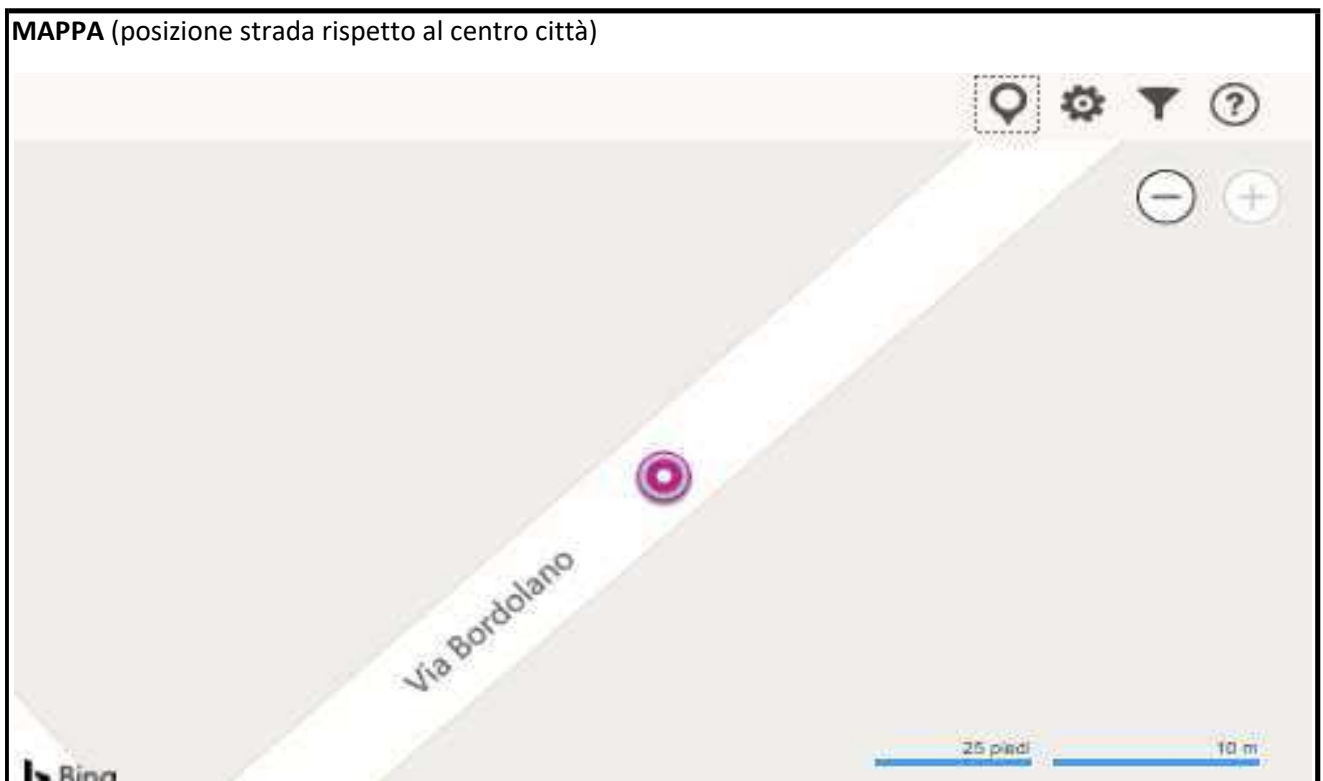 MAPPA (posizione strada rispetto al centro città)
?
Via Bordolano
25 piedi 10 m
Bing